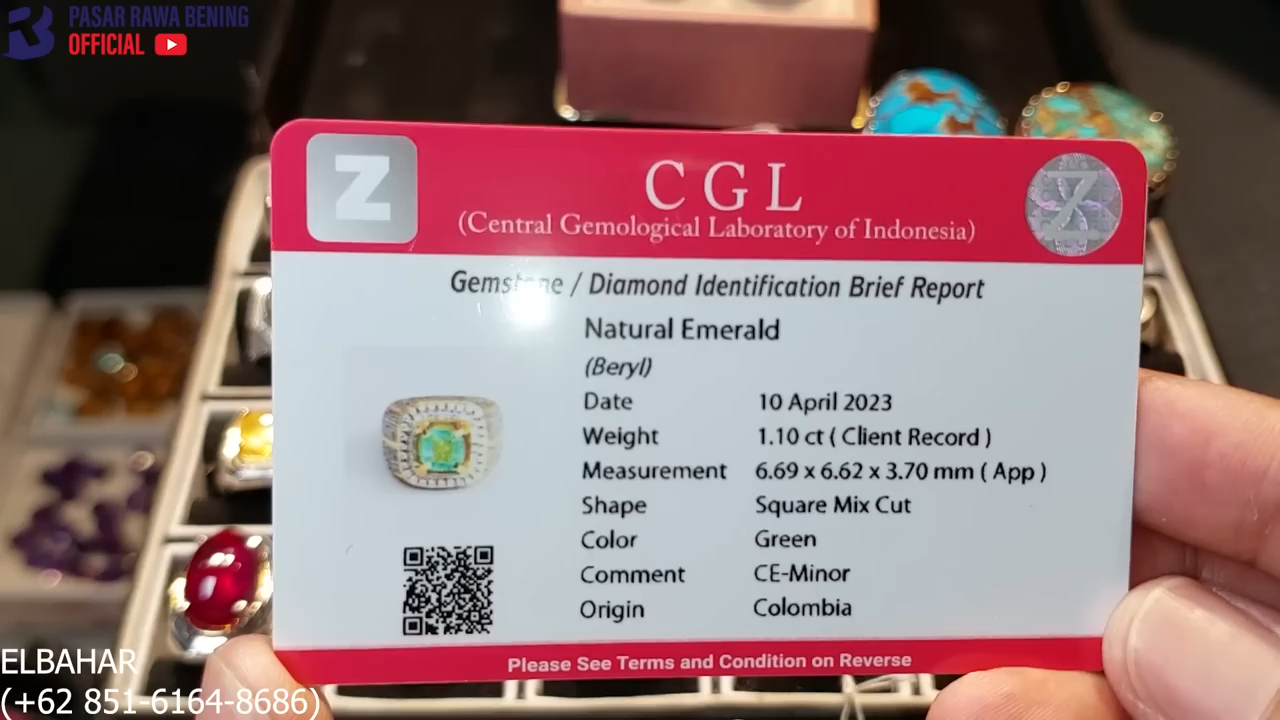 PASAR RAWA BENING
OFFICIAL
Z
CGL
(Central Gemological Laboratory of Indonesia)
Z
Gemstone / Diamond Identification Brief Report
Natural Emerald
(Beryl)
Date 10 April 2023
Weight 1.10 ct ( Client Record )
Measurement 6.69 x 6.62 x 3.70 mm ( App )
Shape Square Mix Cut
Color Green
Comment CE-Minor
Origin Colombia
Please See Terms and Condition on Reverse
ELBAHAR
(+62 851-6164-8686)